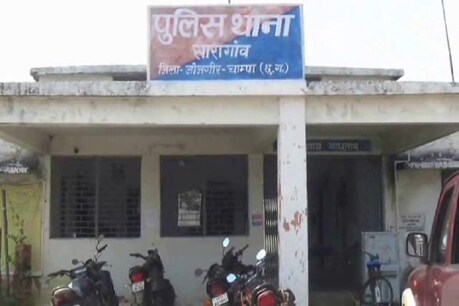 पुलिस थाना
सारागांव
जिला- जांजगीर-चाम्पा (छ.ग.)